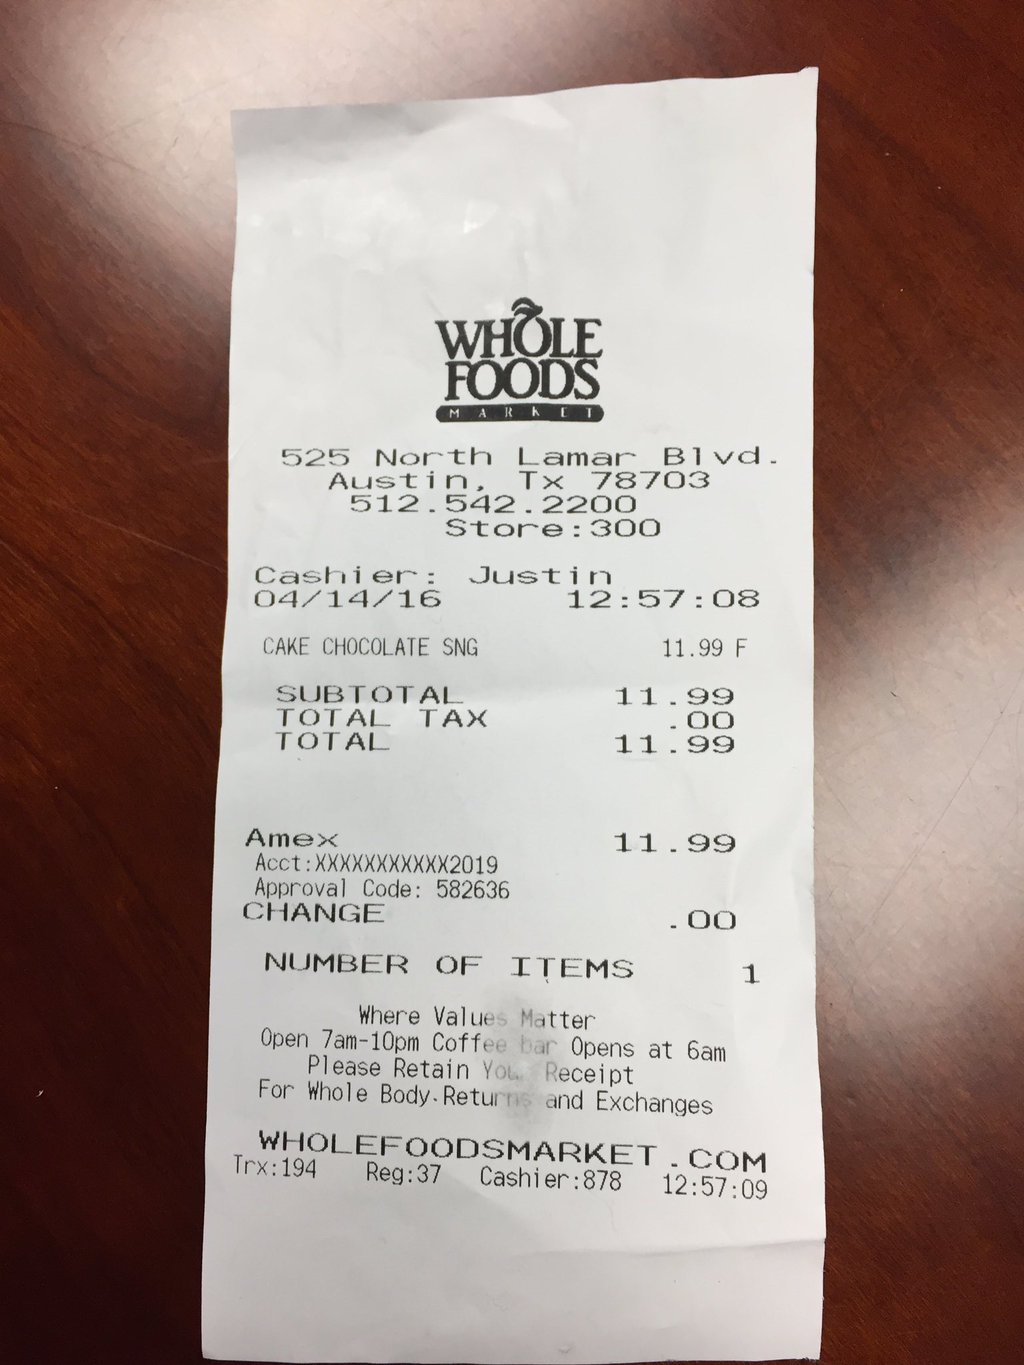 WHOLE
FOODS
MARKET
525 North Lamar Blvd.
Austin, Tx 78703
512.542.2200
Store:300
Cashier: Justin
04/14/16 12:57:08
CAKE CHOCOLATE SNG 11.99 F
SUBTOTAL 11.99
TOTAL TAX .00
TOTAL 11.99
Amex 11.99
Acct:XXXXXXXXXXX2019
Approval Code: 582636
CHANGE .00
NUMBER OF ITEMS 1
Where Values Matter
Open 7am-10pm Coffee bar Opens at 6am
Please Retain Your Receipt
For Whole Body.Returns and Exchanges
WHOLEFOODSMARKET.COM
Trx:194 Reg:37 Cashier:878 12:57:09